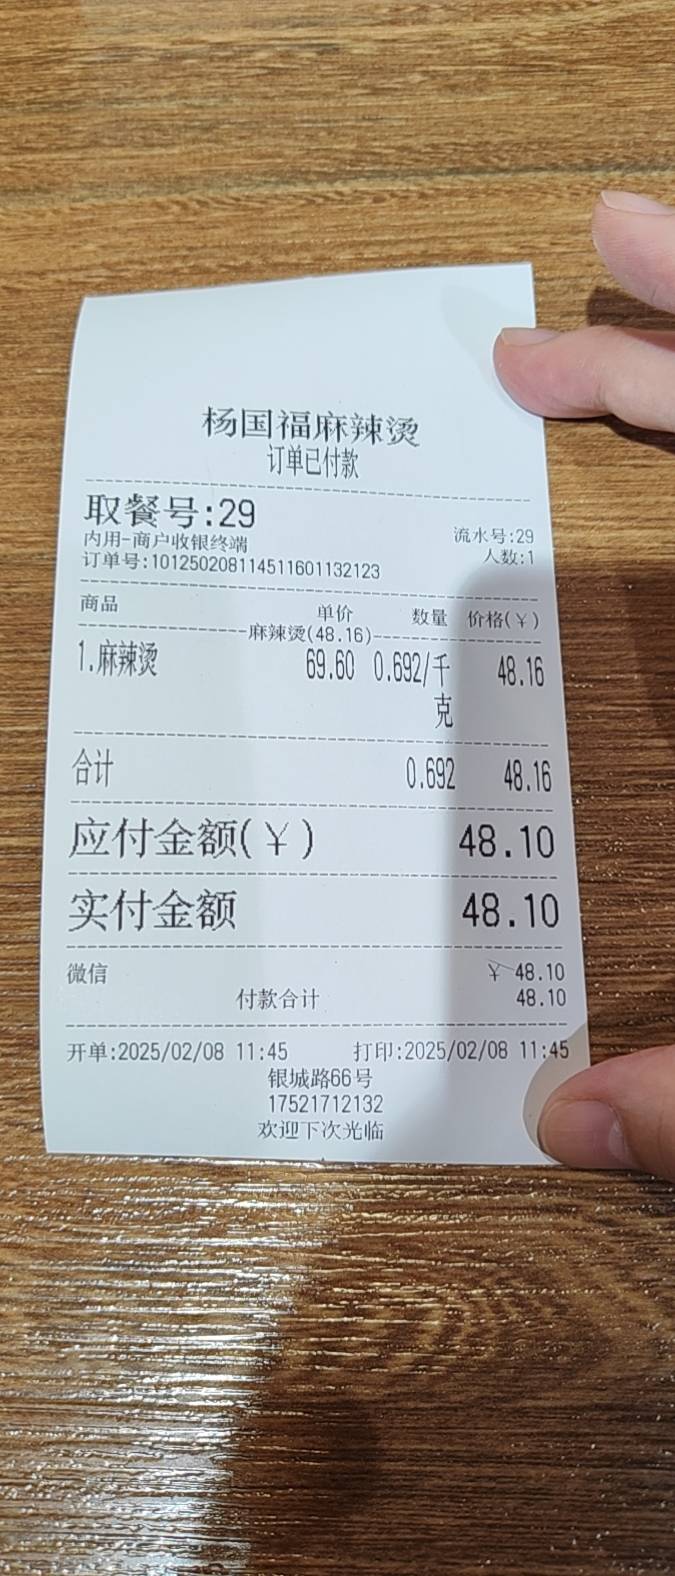 杨国福麻辣烫
订单已付款
取餐号:29
内用-商户收银终端 流水号:29
订单号:101250208114511601132123 人数:1
商品 单价 数量 价格(￥)
麻辣烫(48.16)
1.麻辣烫 69.60 0.692/千克 48.16
合计 0.692 48.16
应付金额(￥) 48.10
实付金额 48.10
微信 ￥ 48.10
付款合计 48.10
开单:2025/02/08 11:45 打印:2025/02/08 11:45
银城路66号
17521712132
欢迎下次光临